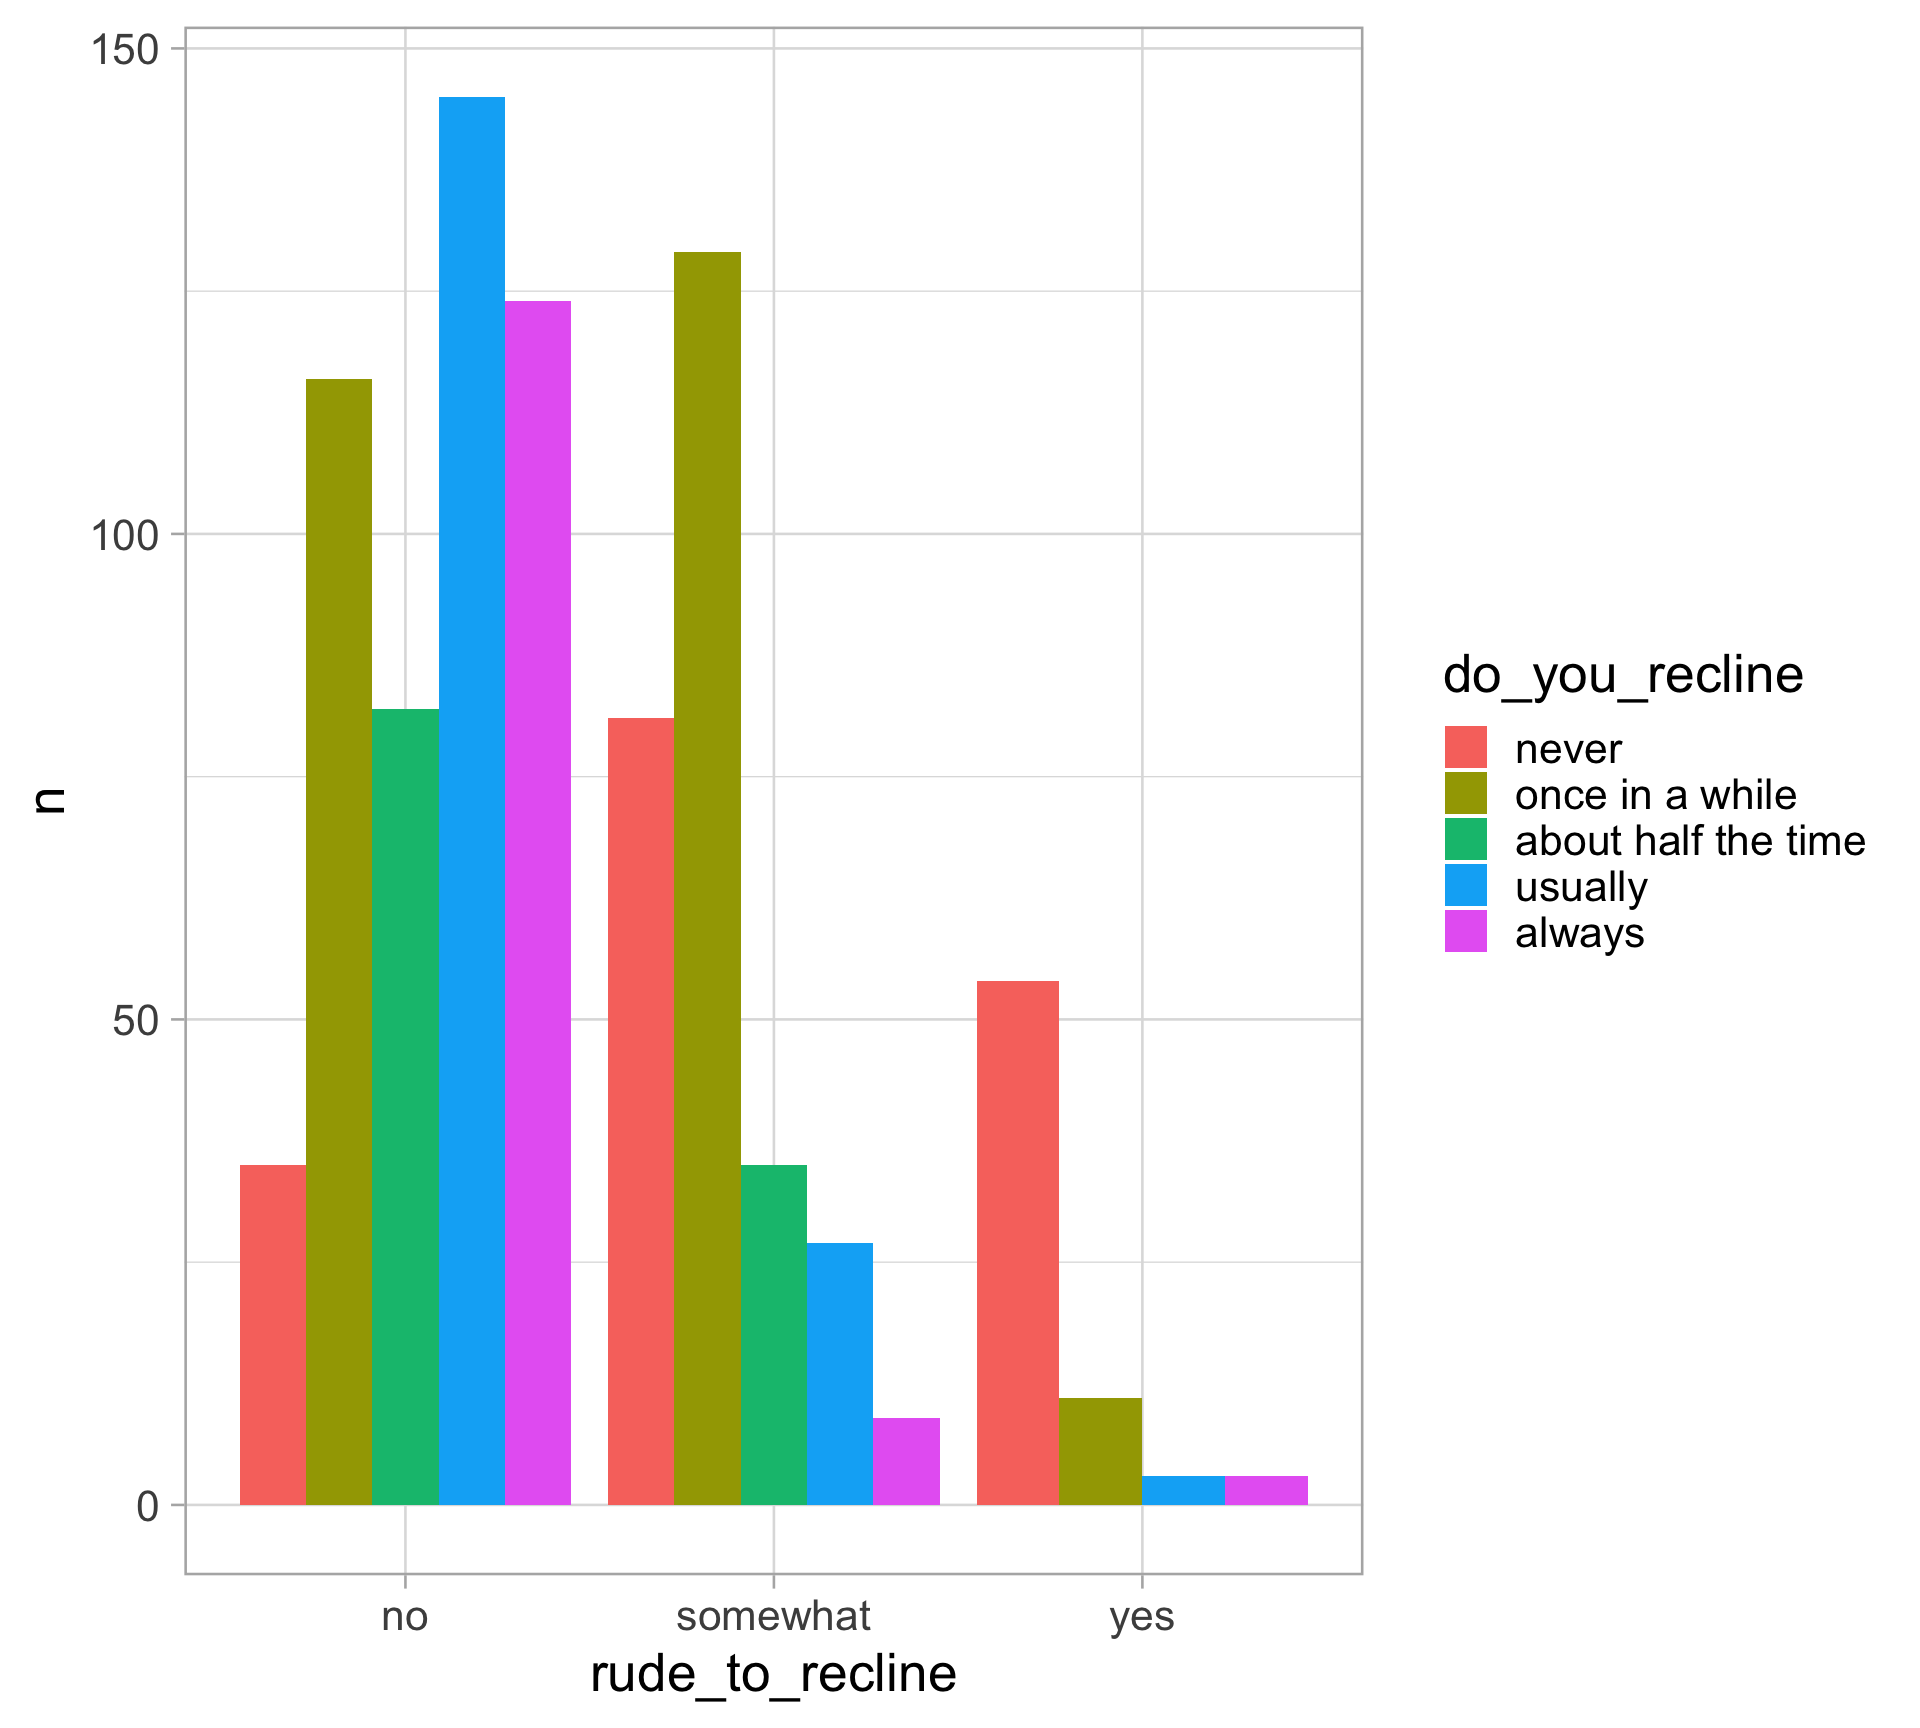 150
100
50
0
n
no somewhat yes
rude_to_recline
do_you_recline
never
once in a while
about half the time
usually
always